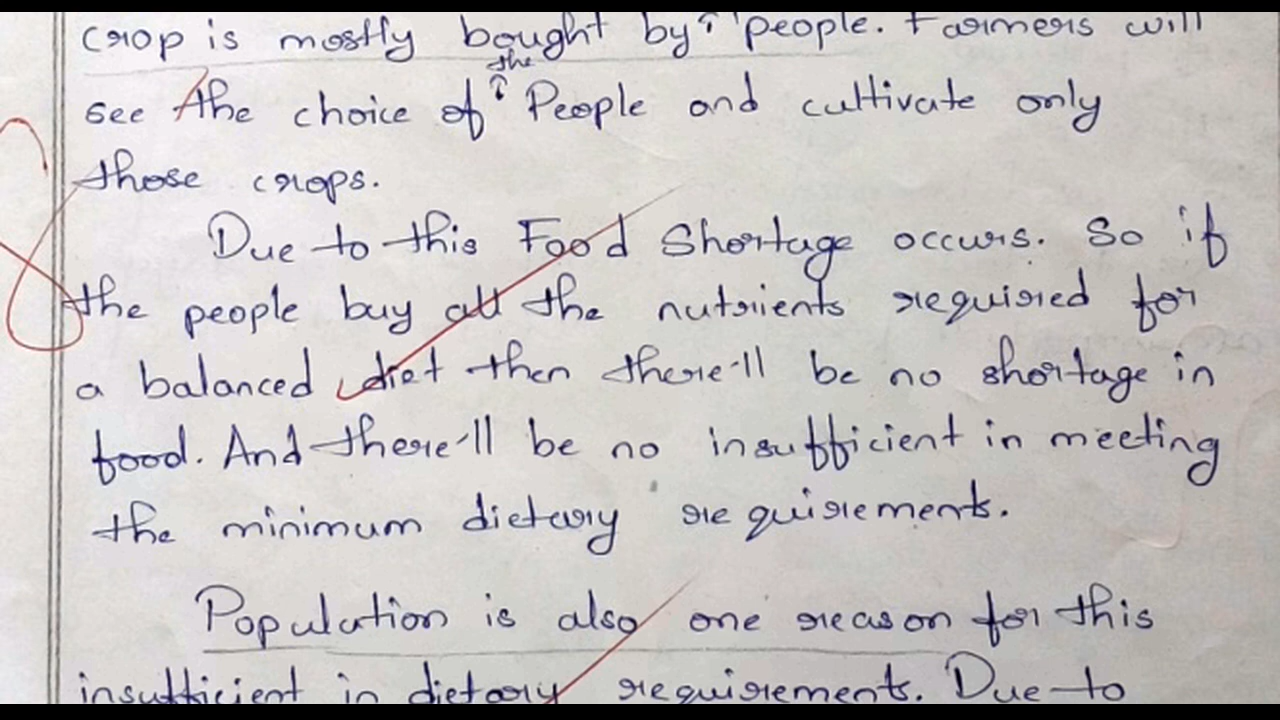 crop is mostly bought by people. Farmers will
the
see the choice of People and cultivate only
those crops.
Due to this Food Shortage occurs. So if
the people buy all the nutrients required for
a balanced diet then there'll be no shortage in
food. And there'll be no insufficient in meeting
the minimum dietary requirements.
Population is also one reason for this
insufficient in dietary requirements. Due to